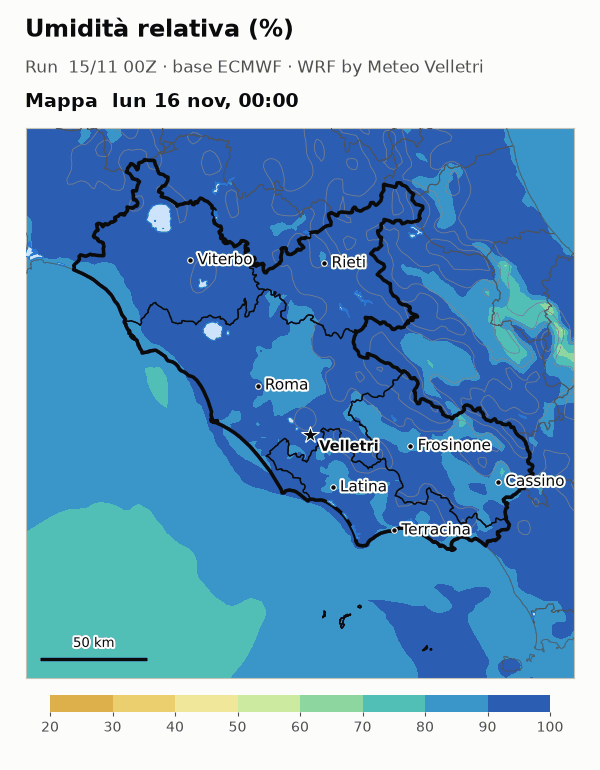 Umidità relativa (%)
Run 15/11 00Z · base ECMWF · WRF by Meteo Velletri
Mappa lun 16 nov, 00:00
Viterbo
Rieti
Roma
Velletri
Frosinone
Cassino
Latina
Terracina
50 km
20 30 40 50 60 70 80 90 100